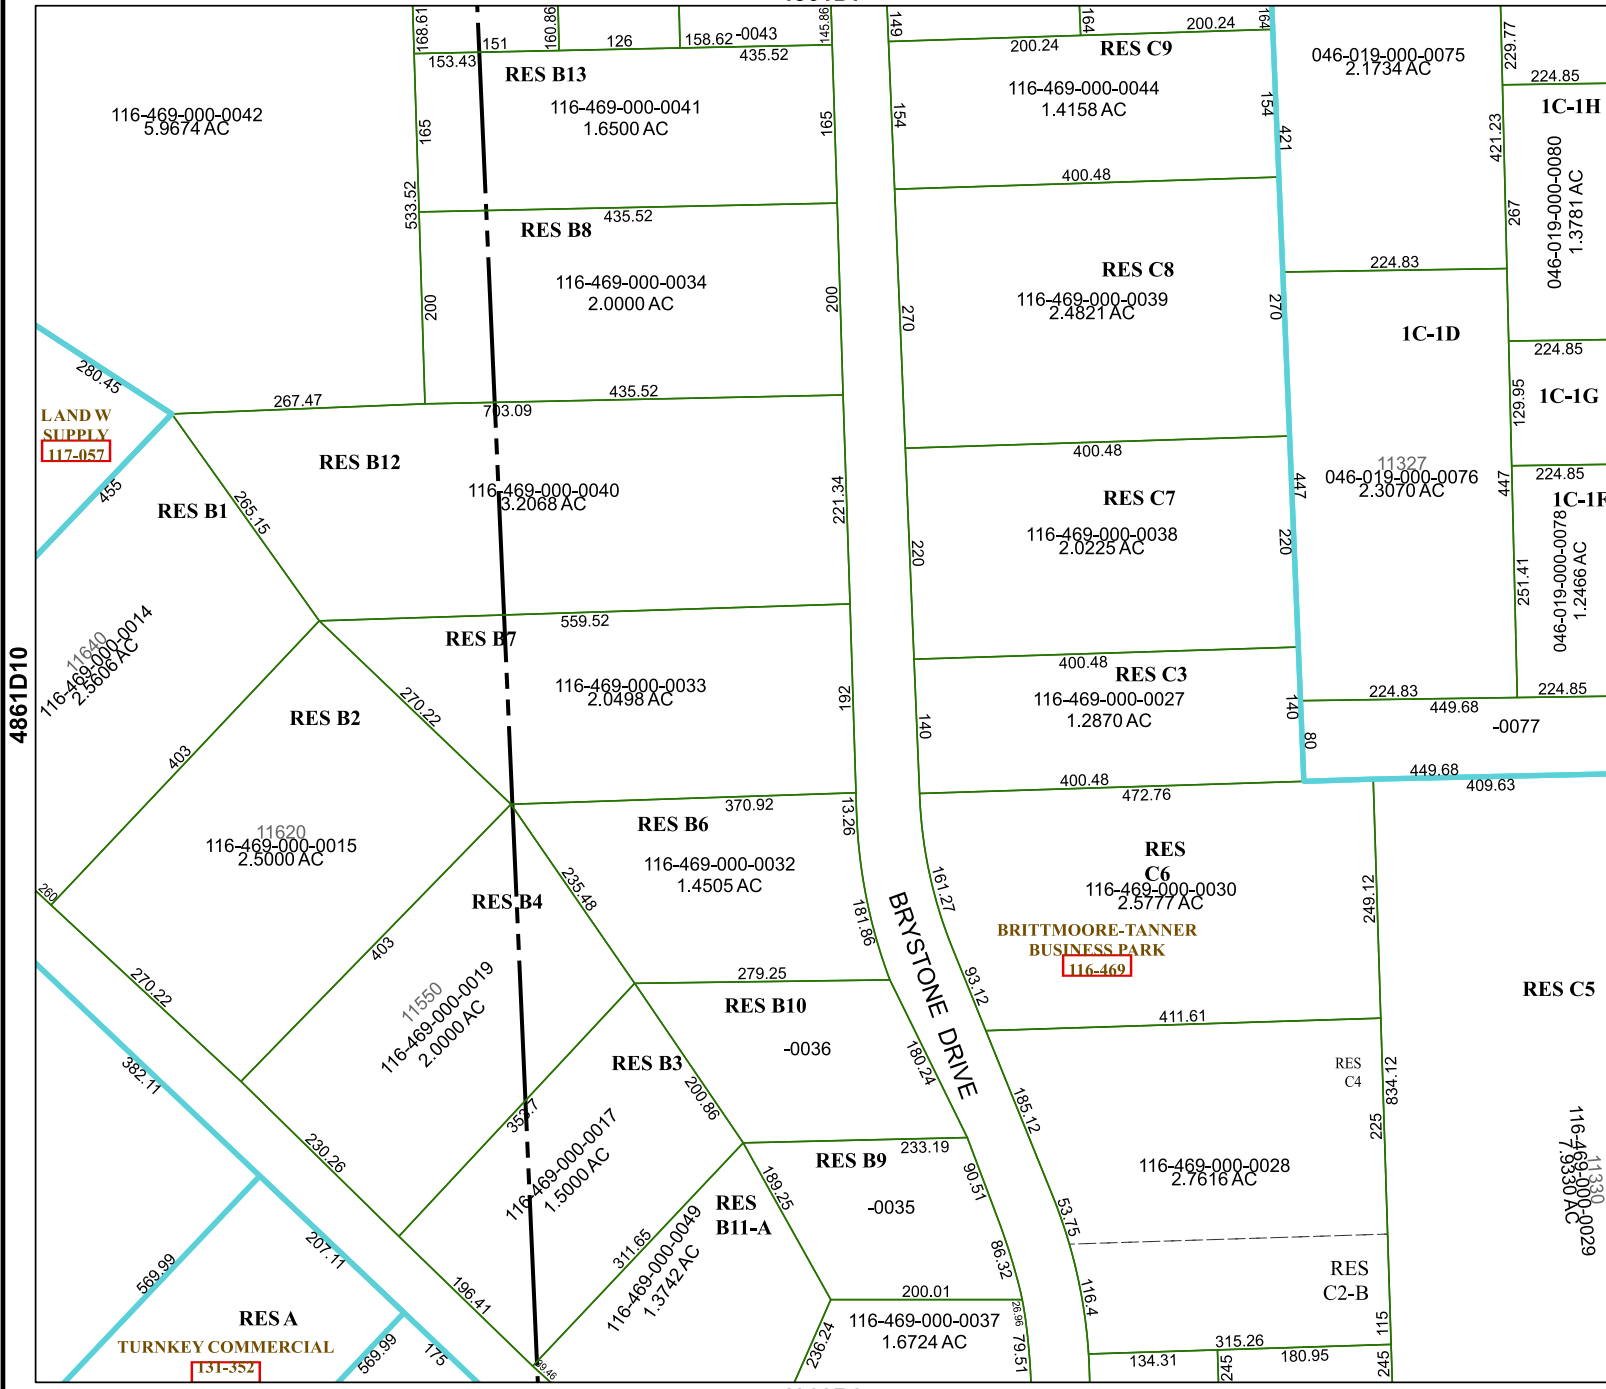 168.61
151
160.86
126
158.62
-0043
145.86
153.43
435.52
149
164
200.24
164
200.24
RES C9
RES B13
116-469-000-0042
5.9674 AC
116-469-000-0041
1.6500 AC
165
165
154
116-469-000-0044
1.4158 AC
154
421
046-019-000-0075
2.1734 AC
229.77
224.85
1C-1H
421.23
046-019-000-0080
1.3781 AC
267
400.48
533.52
435.52
RES B8
116-469-000-0034
2.0000 AC
200
200
270
RES C8
116-469-000-0039
2.4821 AC
270
224.83
1C-1D
224.85
129.95
1C-1G
280.45
LAND W
SUPPLY
117-057
455
267.47
703.09
435.52
RES B12
116-469-000-0040
3.2068 AC
221.34
400.48
RES C7
116-469-000-0038
2.0225 AC
220
447
220
11327
046-019-000-0076
2.3070 AC
447
224.85
1C-1F
046-019-000-0078
1.2466 AC
251.41
RES B1
265.15
11640
116-469-000-0014
2.5606 AC
4861D10
559.52
RES B7
116-469-000-0033
2.0498 AC
192
400.48
RES C3
116-469-000-0027
1.2870 AC
140
140
224.83
224.85
449.68
-0077
80
449.68
409.63
270.22
RES B2
403
11620
116-469-000-0015
2.5000 AC
260
370.92
13.26
RES B6
116-469-000-0032
1.4505 AC
400.48
472.76
RES
C6
116-469-000-0030
2.5777 AC
249.12
BRITTMOORE-TANNER
BUSINESS PARK
116-469
161.27
181.86
BRYSTONE DRIVE
93.12
RES B4
235.48
403
11550
116-469-000-0019
2.0000 AC
270.22
382.11
279.25
RES B10
-0036
180.24
411.61
RES C5
RES
C4
834.12
225
185.12
RES B3
200.86
353.7
116-469-000-0017
1.5000 AC
230.26
233.19
RES B9
-0035
90.51
189.25
RES
B11-A
311.65
116-469-000-0049
1.3742 AC
116-469-000-0028
2.7616 AC
11330
116-469-000-0029
7.9330 AC
53.75
86.32
116.4
RES
C2-B
115
207.11
569.99
196.41
RES A
TURNKEY COMMERCIAL
131-352
569.99
175
39.46
236.24
200.01
116-469-000-0037
1.6724 AC
26.96
79.51
315.26
134.31
245
180.95
245